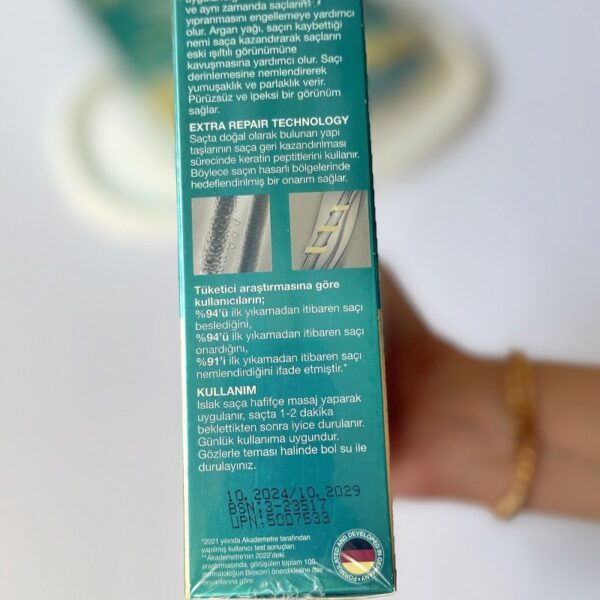 ve aynı zamanda saçların
yıpranmasını engellemeye yardımcı
olur. Argan yağı, saçın kaybettiği
nemi saça kazandırarak saçların
eski ışıltılı görünümüne
kavuşmasına yardımcı olur. Saçı
derinlemesine nemlendirerek
yumuşaklık ve parlaklık verir.
Pürüzsüz ve ipeksi bir görünüm
sağlar.
EXTRA REPAIR TECHNOLOGY
Saçta doğal olarak bulunan yapı
taşlarının saça geri kazandırılması
sürecinde keratin peptitlerini kullanır.
Böylece saçın hasarlı bölgelerinde
hedeflendirilmiş bir onarım sağlar.
Tüketici araştırmasına göre
kullanıcıların;
%94'ü ilk yıkamadan itibaren saçı
beslediğini,
%94'ü ilk yıkamadan itibaren saçı
onardığını,
%91'i ilk yıkamadan itibaren saçı
nemlendirdiğini ifade etmiştir.*
KULLANIM
Islak saça hafifçe masaj yaparak
uygulanır, saçta 1-2 dakika
beklettikten sonra iyice durulanır.
Günlük kullanıma uygundur.
Gözlerle teması halinde bol su ile
durulayınız.
10.2024/10.2029
BSN:3-23517
UPN:5007533
*2021 yılında Akademetre tarafından
yapılmış kullanıcı test sonuçları.
**Akademetre'nin 2022'deki
araştırmasında, görüşülen toplam 100
dermatoloğun Bioxcin'i önerdiklerine dair
beyanlarına göre
FORMULATED AND DEVELOPED IN GERMANY